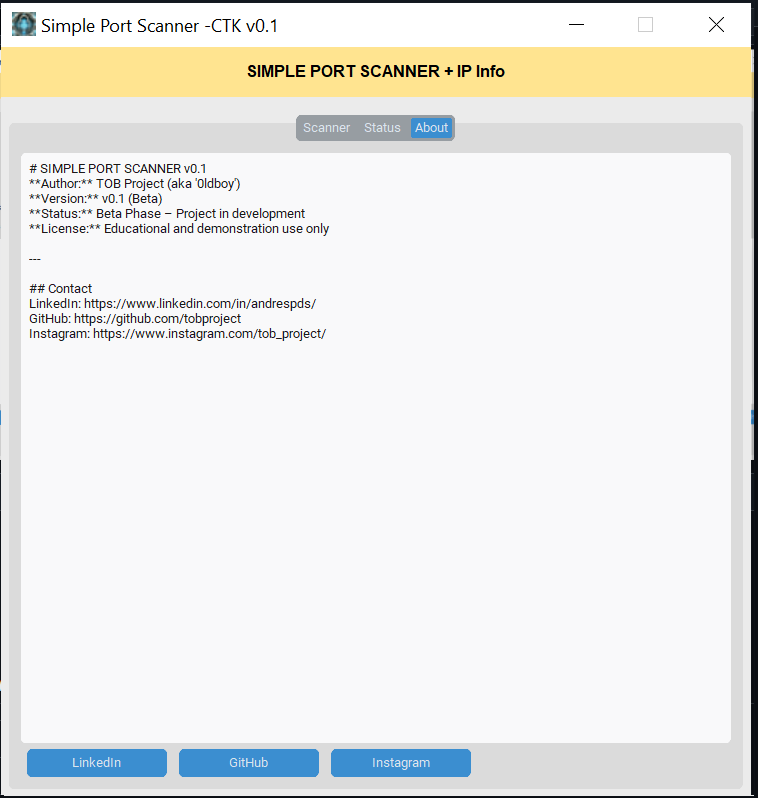 Simple Port Scanner -CTK v0.1
SIMPLE PORT SCANNER + IP Info
Scanner Status About
# SIMPLE PORT SCANNER v0.1
**Author:** TOB Project (aka '0ldboy')
**Version:** v0.1 (Beta)
**Status:** Beta Phase – Project in development
**License:** Educational and demonstration use only
---
## Contact
LinkedIn: https://www.linkedin.com/in/andrespds/
GitHub: https://github.com/tobproject
Instagram: https://www.instagram.com/tob_project/
LinkedIn GitHub Instagram